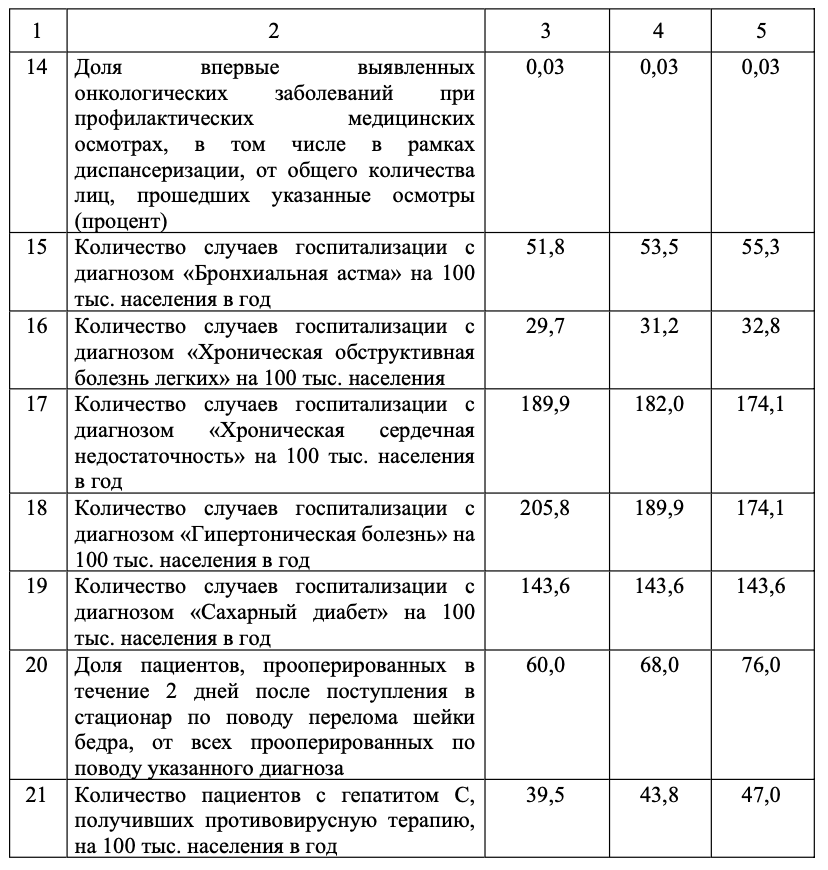 1 2 3 4 5
14 Доля впервые выявленных 0,03 0,03 0,03
онкологических заболеваний при
профилактических медицинских
осмотрах, в том числе в рамках
диспансеризации, от общего количества
лиц, прошедших указанные осмотры
(процент)
15 Количество случаев госпитализации с 51,8 53,5 55,3
диагнозом «Бронхиальная астма» на 100
тыс. населения в год
16 Количество случаев госпитализации с 29,7 31,2 32,8
диагнозом «Хроническая обструктивная
болезнь легких» на 100 тыс. населения
17 Количество случаев госпитализации с 189,9 182,0 174,1
диагнозом «Хроническая сердечная
недостаточность» на 100 тыс. населения
в год
18 Количество случаев госпитализации с 205,8 189,9 174,1
диагнозом «Гипертоническая болезнь» на
100 тыс. населения в год
19 Количество случаев госпитализации с 143,6 143,6 143,6
диагнозом «Сахарный диабет» на 100
тыс. населения в год
20 Доля пациентов, прооперированных в 60,0 68,0 76,0
течение 2 дней после поступления в
стационар по поводу перелома шейки
бедра, от всех прооперированных по
поводу указанного диагноза
21 Количество пациентов с гепатитом С, 39,5 43,8 47,0
получивших противовирусную терапию,
на 100 тыс. населения в год